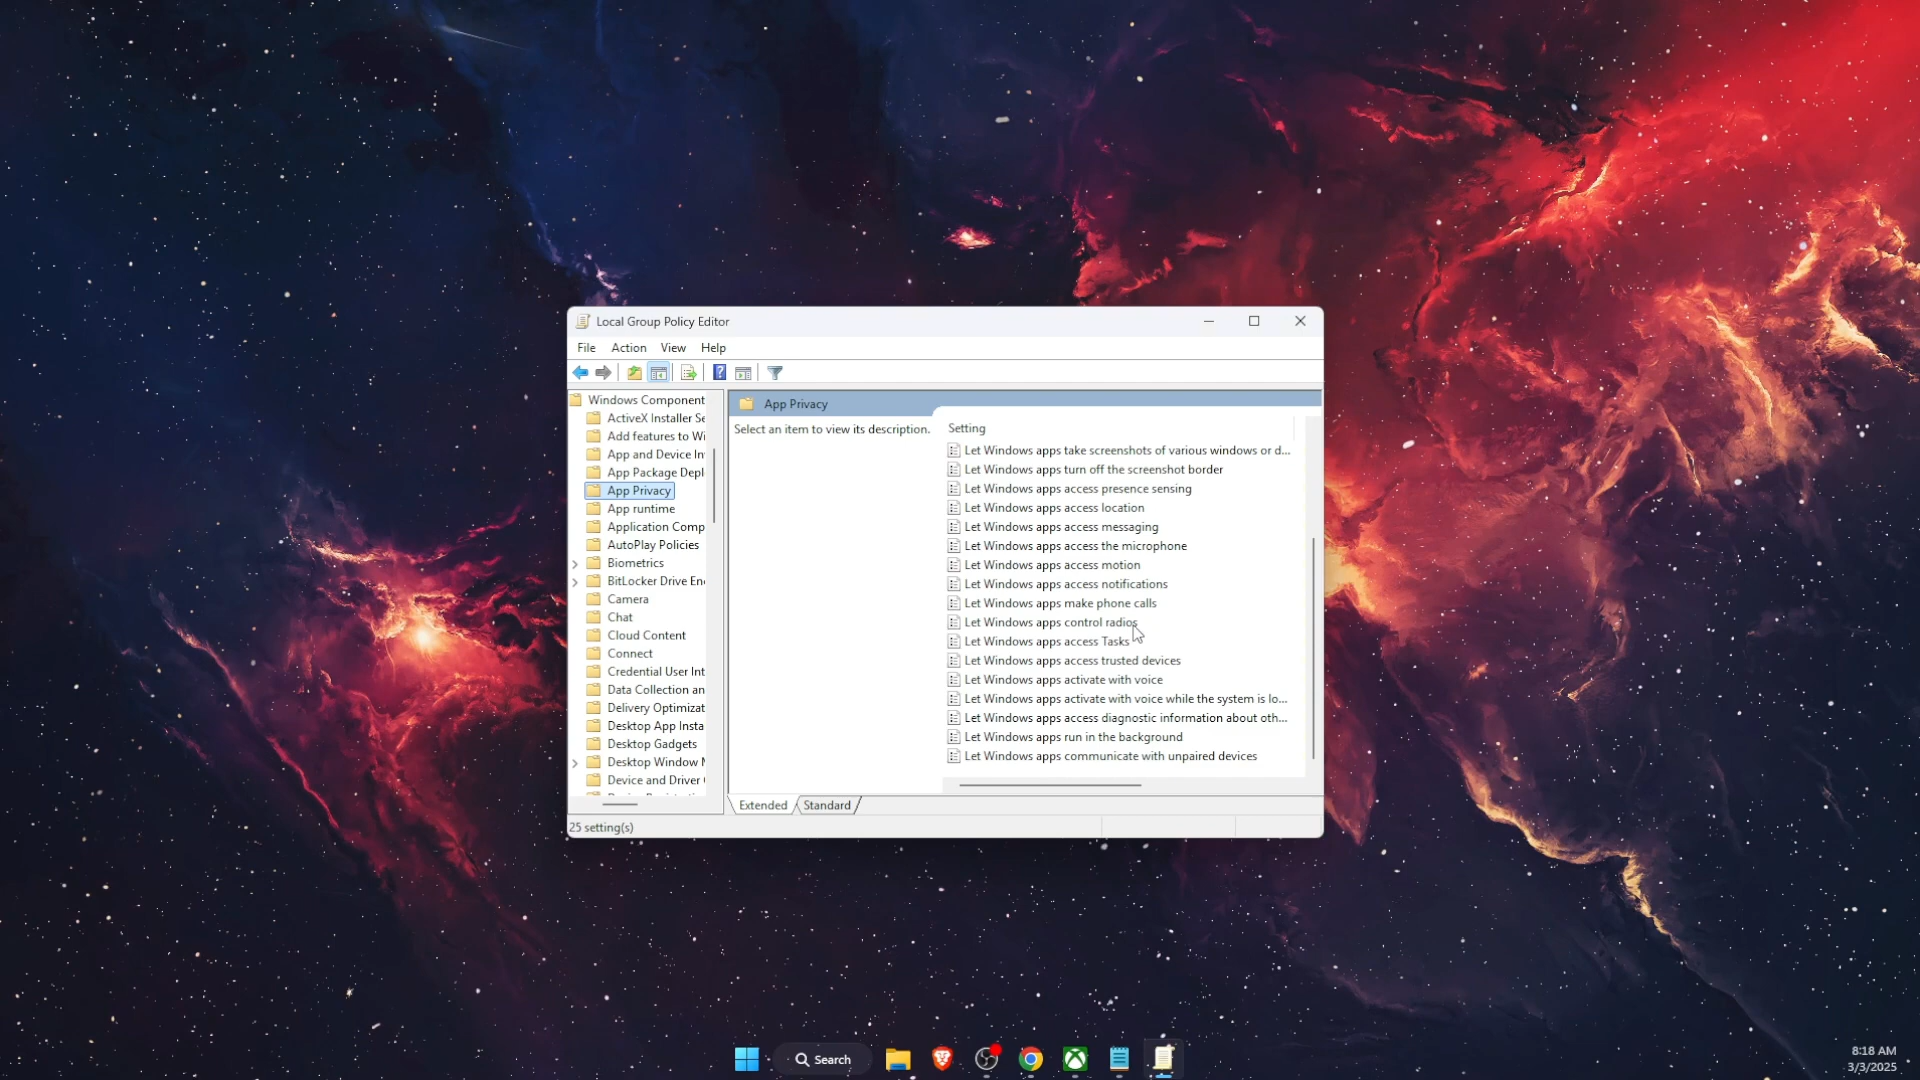 Local Group Policy Editor
File Action View Help
Windows Component
ActiveX Installer Se
Add features to Wi
App and Device In
App Package Depl
App Privacy
App runtime
Application Comp
AutoPlay Policies
Biometrics
BitLocker Drive En
Camera
Chat
Cloud Content
Connect
Credential User Int
Data Collection an
Delivery Optimizat
Desktop App Insta
Desktop Gadgets
Desktop Window M
Device and Driver
App Privacy
Select an item to view its description.
Setting
Let Windows apps take screenshots of various windows or d...
Let Windows apps turn off the screenshot border
Let Windows apps access presence sensing
Let Windows apps access location
Let Windows apps access messaging
Let Windows apps access the microphone
Let Windows apps access motion
Let Windows apps access notifications
Let Windows apps make phone calls
Let Windows apps control radios
Let Windows apps access Tasks
Let Windows apps access trusted devices
Let Windows apps activate with voice
Let Windows apps activate with voice while the system is lo...
Let Windows apps access diagnostic information about oth...
Let Windows apps run in the background
Let Windows apps communicate with unpaired devices
Extended Standard
25 setting(s)
Search
8:18 AM
3/3/2025